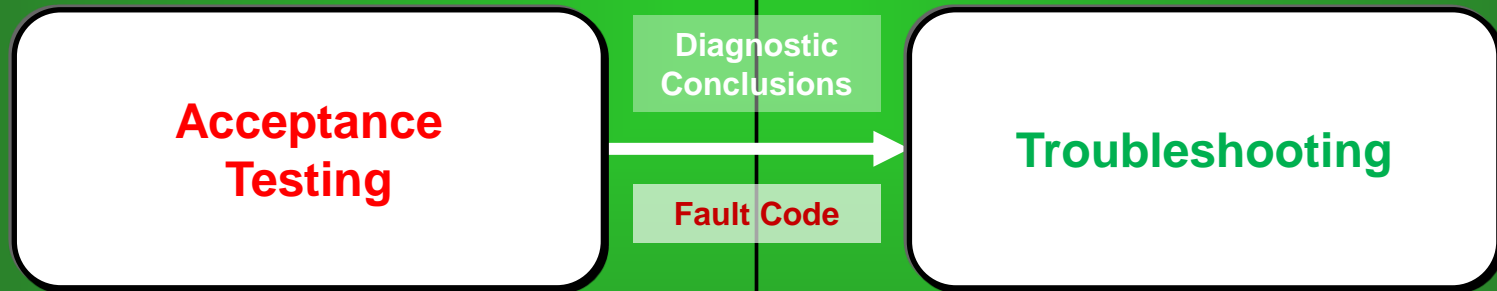 Acceptance
Testing
Diagnostic
Conclusions
Fault Code
Troubleshooting